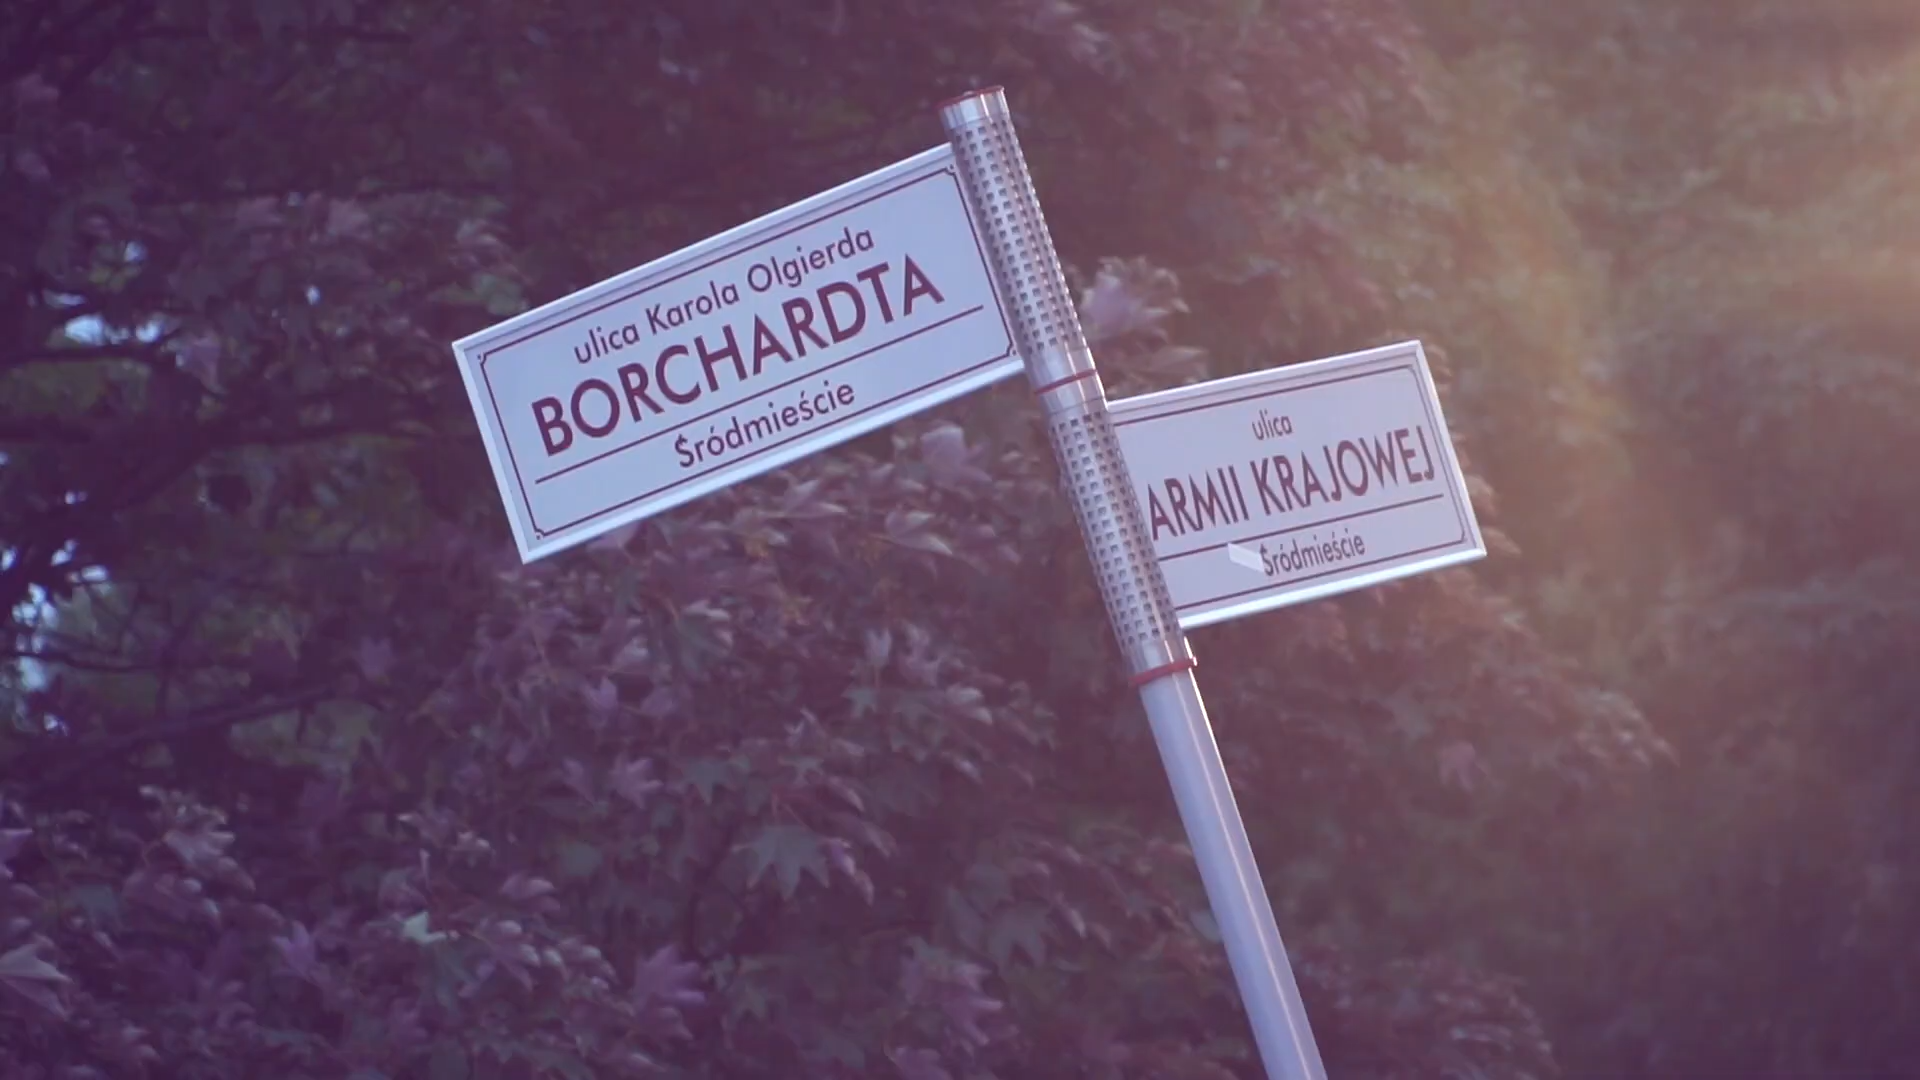 ulica Karola Olgierda
BORCHARDTA
Śródmieście
ulica
ARMII KRAJOWEJ
Śródmieście